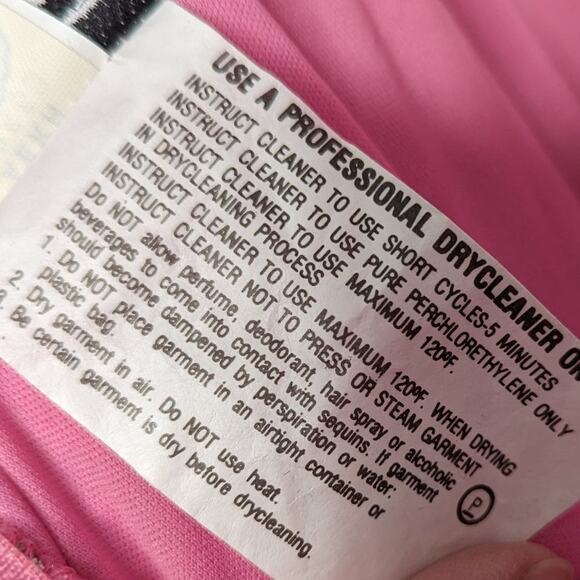 USE A PROFESSIONAL DRYCLEANER
INSTRUCT CLEANER TO USE SHORT CYCLES-5 MINUTES
INSTRUCT CLEANER TO USE PURE PERCHLORETHYLENE ONLY
INSTRUCT CLEANER TO USE MAXIMUM 120ºF.
IN DRYCLEANING PROCESS
INSTRUCT CLEANER TO USE MAXIMUM 120ºF. WHEN DRYING
INSTRUCT CLEANER NOT TO PRESS OR STEAM GARMENT
Do NOT allow perfume, deodorant, hair spray or alcoholic
beverages to come into contact with sequins. If garment
should become dampered by perspiration or water:
1. Do NOT place garment in an airtight container or
plastic bag.
2. Dry garment in air. Do NOT use heat.
3. Be certain garment is dry before drycleaning.
P